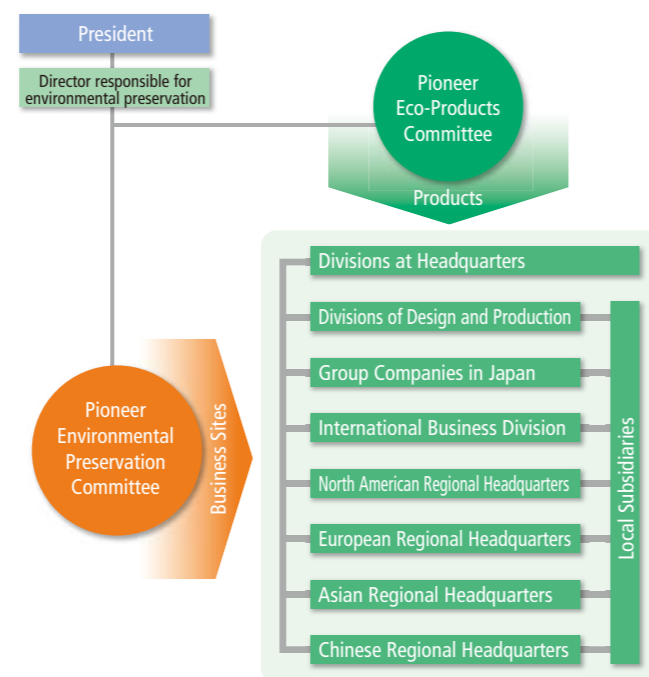 President
Director responsible for
environmental preservation
Pioneer
Eco-Products
Committee
Products
Divisions at Headquarters
Divisions of Design and Production
Group Companies in Japan
International Business Division
North American Regional Headquarters
European Regional Headquarters
Asian Regional Headquarters
Chinese Regional Headquarters
Local Subsidiaries
Pioneer
Environmental
Preservation
Committee
Business Sites